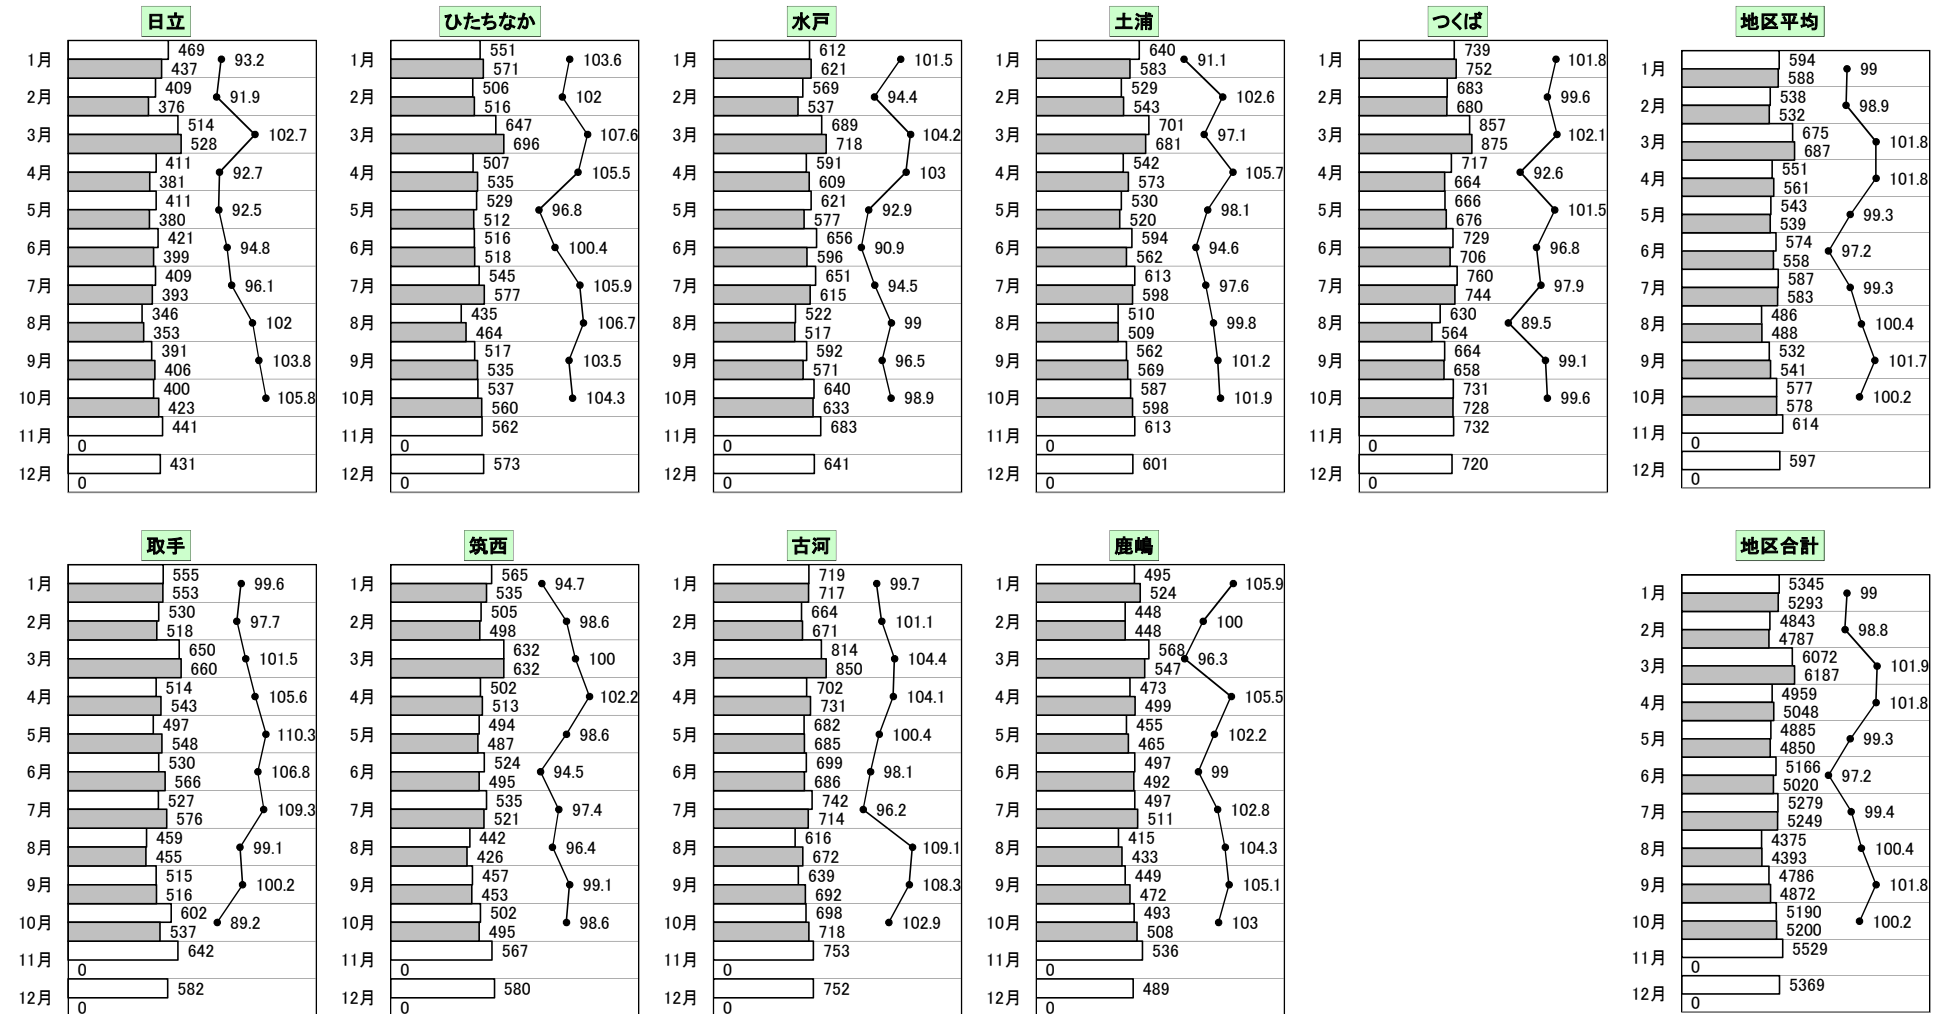 日立
1月 469 437 93.2
2月 409 376 91.9
3月 514 528 102.7
4月 411 381 92.7
5月 411 380 92.5
6月 421 399 94.8
7月 409 393 96.1
8月 346 353 102
9月 391 406 103.8
10月 400 423 105.8
11月 441 0
12月 431 0
ひたちなか
1月 551 571 103.6
2月 506 516 102
3月 647 696 107.6
4月 507 535 105.5
5月 529 512 96.8
6月 516 518 100.4
7月 545 577 105.9
8月 435 464 106.7
9月 517 535 103.5
10月 537 560 104.3
11月 562 0
12月 573 0
水戸
1月 612 621 101.5
2月 569 537 94.4
3月 689 718 104.2
4月 591 609 103
5月 621 577 92.9
6月 656 596 90.9
7月 651 615 94.5
8月 522 517 99
9月 592 571 96.5
10月 640 633 98.9
11月 683 0
12月 641 0
土浦
1月 640 583 91.1
2月 529 543 102.6
3月 701 681 97.1
4月 542 573 105.7
5月 530 520 98.1
6月 594 562 94.6
7月 613 598 97.6
8月 510 509 99.8
9月 562 569 101.2
10月 587 598 101.9
11月 613 0
12月 601 0
つくば
1月 739 752 101.8
2月 683 680 99.6
3月 857 875 102.1
4月 717 664 92.6
5月 666 676 101.5
6月 729 706 96.8
7月 760 744 97.9
8月 630 564 89.5
9月 664 658 99.1
10月 731 728 99.6
11月 732 0
12月 720 0
地区平均
1月 594 588 99
2月 538 532 98.9
3月 675 687 101.8
4月 551 561 101.8
5月 543 539 99.3
6月 574 558 97.2
7月 587 583 99.3
8月 486 488 100.4
9月 532 541 101.7
10月 577 578 100.2
11月 614 0
12月 597 0
取手
1月 555 553 99.6
2月 530 518 97.7
3月 650 660 101.5
4月 514 543 105.6
5月 497 548 110.3
6月 530 566 106.8
7月 527 576 109.3
8月 459 455 99.1
9月 515 516 100.2
10月 602 537 89.2
11月 642 0
12月 582 0
筑西
1月 565 535 94.7
2月 505 498 98.6
3月 632 632 100
4月 502 513 102.2
5月 494 487 98.6
6月 524 495 94.5
7月 535 521 97.4
8月 442 426 96.4
9月 457 453 99.1
10月 502 495 98.6
11月 567 0
12月 580 0
古河
1月 719 717 99.7
2月 664 671 101.1
3月 814 850 104.4
4月 702 731 104.1
5月 682 685 100.4
6月 699 686 98.1
7月 742 714 96.2
8月 616 672 109.1
9月 639 692 108.3
10月 698 718 102.9
11月 753 0
12月 752 0
鹿嶋
1月 495 524 105.9
2月 448 448 100
3月 568 547 96.3
4月 473 499 105.5
5月 455 465 102.2
6月 497 492 99
7月 497 511 102.8
8月 415 433 104.3
9月 449 472 105.1
10月 493 508 103
11月 536 0
12月 489 0
地区合計
1月 5345 5293 99
2月 4843 4787 98.8
3月 6072 6187 101.9
4月 4959 5048 101.8
5月 4885 4850 99.3
6月 5166 5020 97.2
7月 5279 5249 99.4
8月 4375 4393 100.4
9月 4786 4872 101.8
10月 5190 5200 100.2
11月 5529 0
12月 5369 0